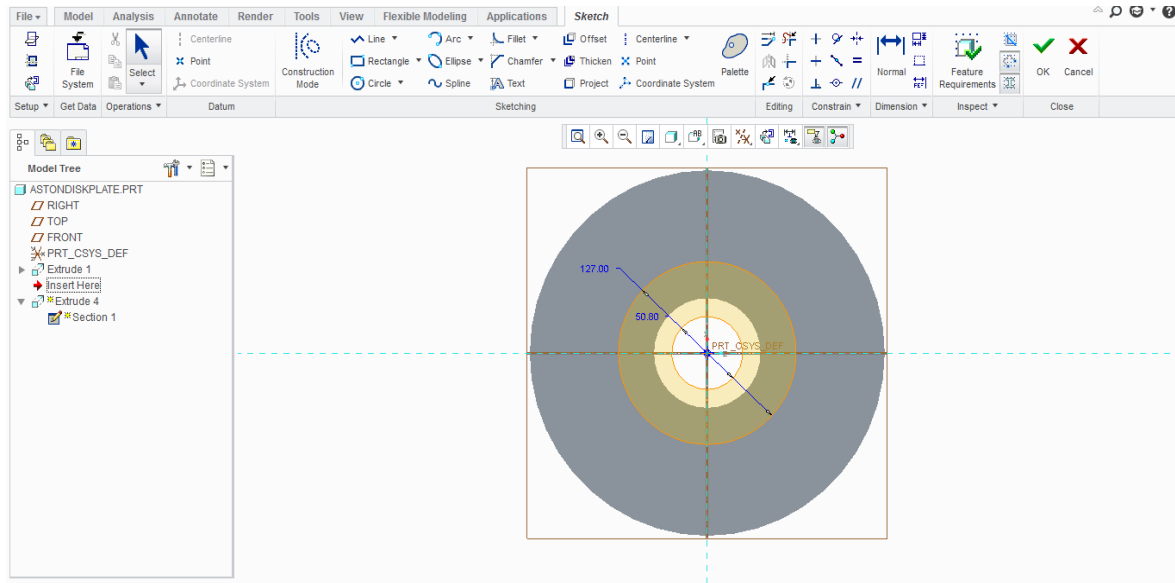 File Model Analysis Annotate Render Tools View Flexible Modeling Applications Sketch
Centerline Line Arc Fillet Offset Centerline
Point Rectangle Ellipse Chamfer Thicken Point
File System Select Coordinate System Construction Mode Circle Spline Text Project Coordinate System Palette Normal Feature Requirements OK Cancel
Setup Get Data Operations Datum Sketching Editing Constrain Dimension Inspect Close
Model Tree
ASTONDISKPLATE.PRT
RIGHT
TOP
FRONT
PRT_CSYS_DEF
Extrude 1
Insert Here
Extrude 4
Section 1
127.00
50.80
PRT_CSYS_DEF